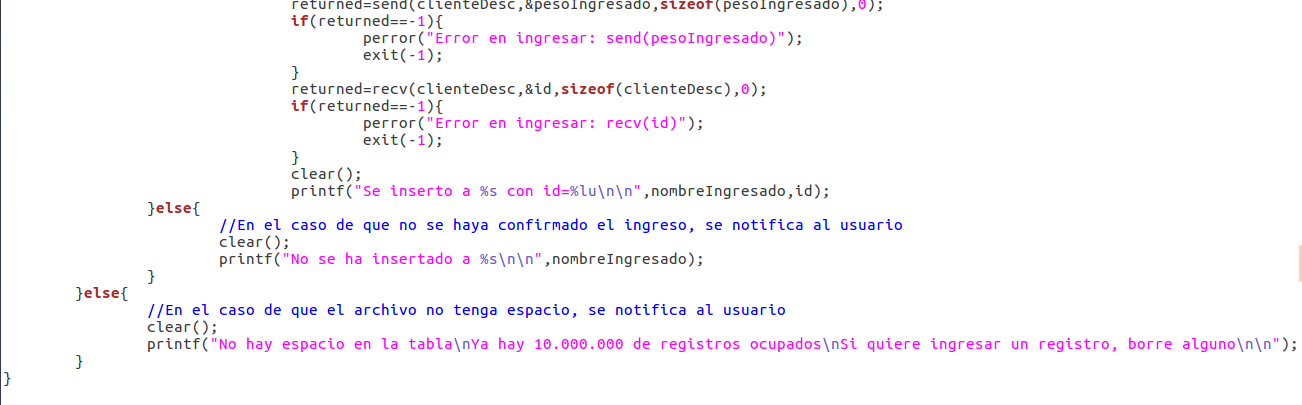 returned=send(clienteDesc,&pesoIngresado,sizeof(pesoIngresado),0);
if(returned==-1){
perror("Error en ingresar: send(pesoIngresado)");
exit(-1);
}
returned=recv(clienteDesc,&id,sizeof(clienteDesc),0);
if(returned==-1){
perror("Error en ingresar: recv(id)");
exit(-1);
}
clear();
printf("Se inserto a %s con id=%lu\n\n",nombreIngresado,id);
}else{
//En el caso de que no se haya confirmado el ingreso, se notifica al usuario
clear();
printf("No se ha insertado a %s\n\n",nombreIngresado);
}
}else{
//En el caso de que el archivo no tenga espacio, se notifica al usuario
clear();
printf("No hay espacio en la tabla\nYa hay 10.000.000 de registros ocupados\nSi quiere ingresar un registro, borre alguno\n\n");
}
}